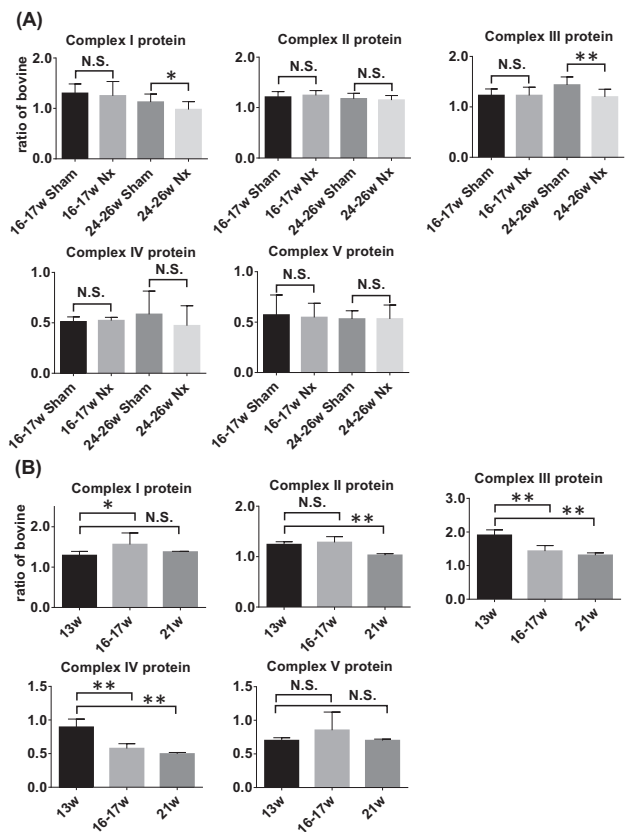 (A)
Complex I protein
Complex II protein
Complex III protein
ratio of bovine
2.0
1.0
0.0
N.S.
*
16-17w Sham
16-17w Nx
24-26w Sham
24-26w Nx
2.0
1.0
0.0
N.S.
N.S.
16-17w Sham
16-17w Nx
24-26w Sham
24-26w Nx
2.0
1.0
0.0
N.S.
**
16-17w Sham
16-17w Nx
24-26w Sham
24-26w Nx
Complex IV protein
Complex V protein
1.0
0.5
0.0
N.S.
N.S.
16-17w Sham
16-17w Nx
24-26w Sham
24-26w Nx
1.0
0.5
0.0
N.S.
N.S.
16-17w Sham
16-17w Nx
24-26w Sham
24-26w Nx
(B)
Complex I protein
Complex II protein
Complex III protein
ratio of bovine
2.0
1.0
0.0
*
N.S.
13w
16-17w
21w
2.0
1.0
0.0
N.S.
**
13w
16-17w
21w
3.0
2.0
1.0
0.0
**
**
13w
16-17w
21w
Complex IV protein
Complex V protein
1.5
1.0
0.5
0.0
**
**
13w
16-17w
21w
1.5
1.0
0.5
0.0
N.S.
N.S.
13w
16-17w
21w